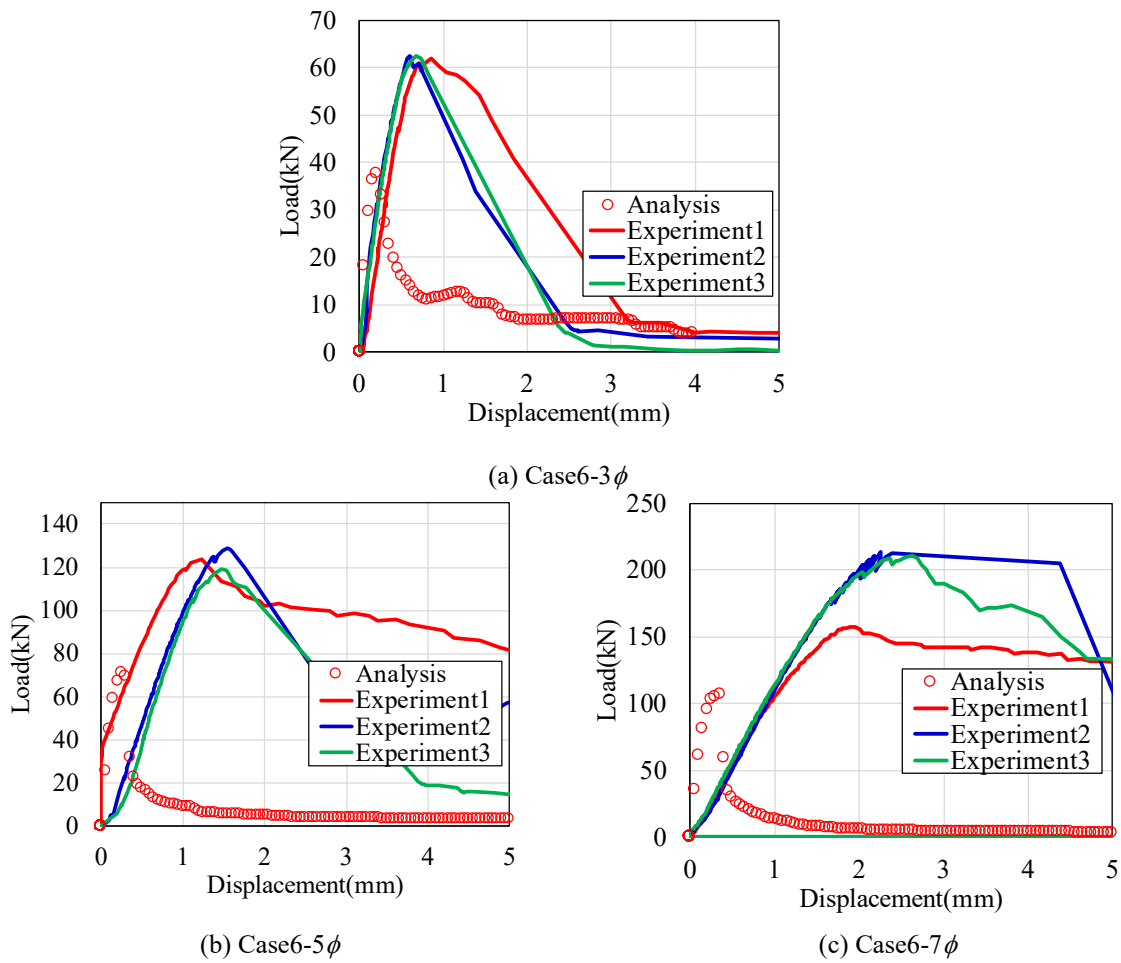 70
60
50
40
30
20
10
0
Load(kN)
Analysis
Experiment1
Experiment2
Experiment3
0 1 2 3 4 5
Displacement(mm)
(a) Case6-3ϕ
140
120
100
80
60
40
20
0
Load(kN)
Analysis
Experiment1
Experiment2
Experiment3
0 1 2 3 4 5
Displacement(mm)
(b) Case6-5ϕ
250
200
150
100
50
0
Load(kN)
Analysis
Experiment1
Experiment2
Experiment3
0 1 2 3 4 5
Displacement(mm)
(c) Case6-7ϕ